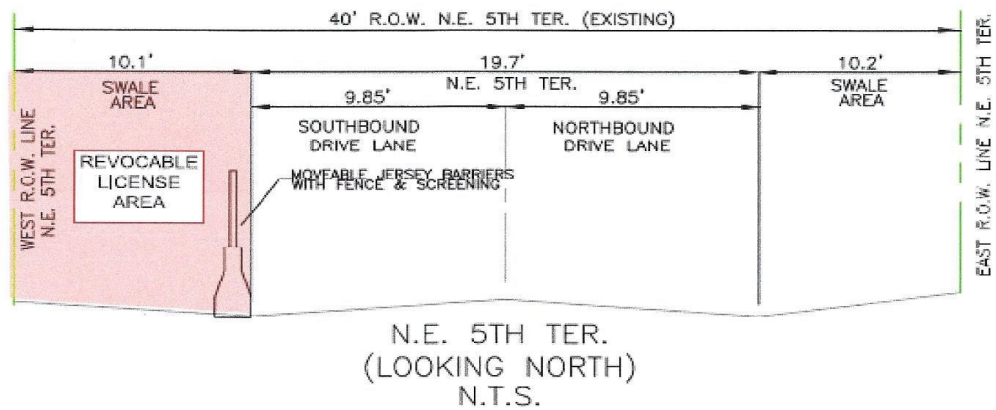 40' R.O.W. N.E. 5TH TER. (EXISTING)
10.1'
19.7'
10.2'
SWALE
AREA
N.E. 5TH TER.
SWALE
AREA
9.85'
9.85'
SOUTHBOUND
DRIVE LANE
NORTHBOUND
DRIVE LANE
WEST R.O.W. LINE
N.E. 5TH TER.
REVOCABLE
LICENSE
AREA
MOVEABLE JERSEY BARRIERS
WITH FENCE & SCREENING
EAST R.O.W. LINE N.E. 5TH TER.
N.E. 5TH TER.
(LOOKING NORTH)
N.T.S.